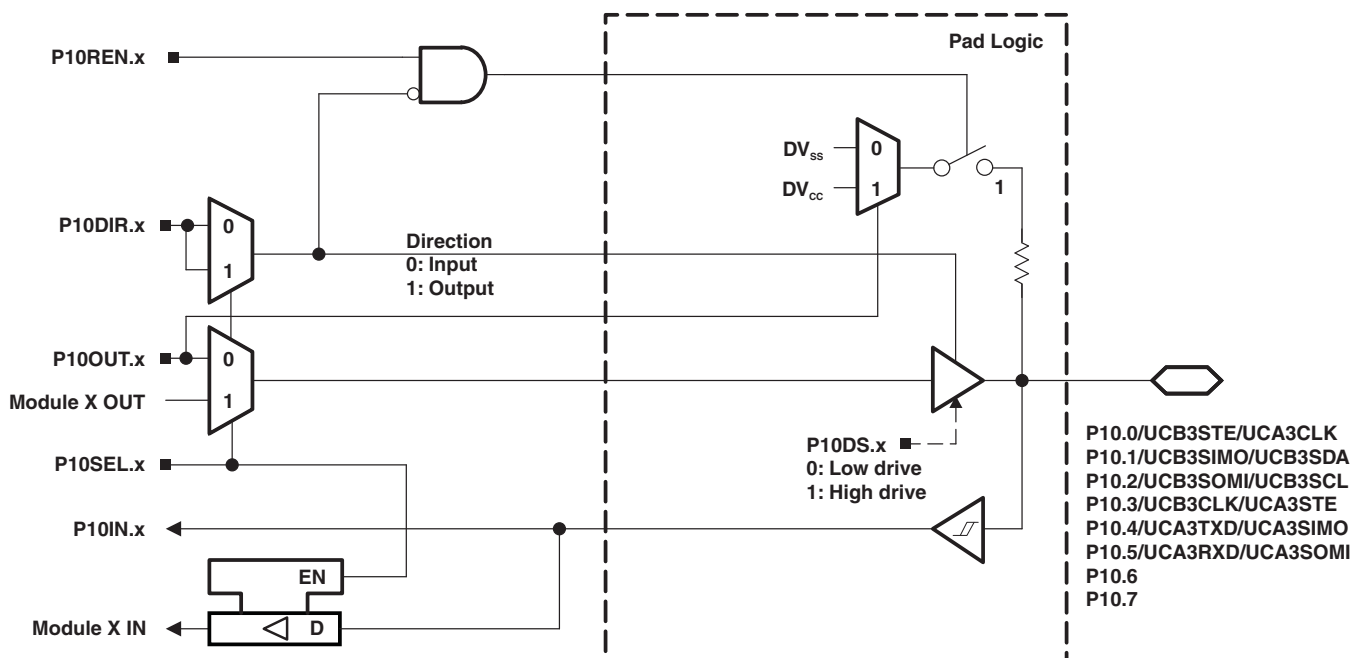 P10REN.x
Pad Logic
DVss
0
DVcc
1
1
P10DIR.x
0
1
Direction
0: Input
1: Output
P10OUT.x
0
Module X OUT
1
P10SEL.x
P10DS.x
0: Low drive
1: High drive
P10.0/UCB3STE/UCA3CLK
P10.1/UCB3SIMO/UCB3SDA
P10.2/UCB3SOMI/UCB3SCL
P10.3/UCB3CLK/UCA3STE
P10.4/UCA3TXD/UCA3SIMO
P10.5/UCA3RXD/UCA3SOMI
P10.6
P10.7
P10IN.x
EN
Module X IN
D